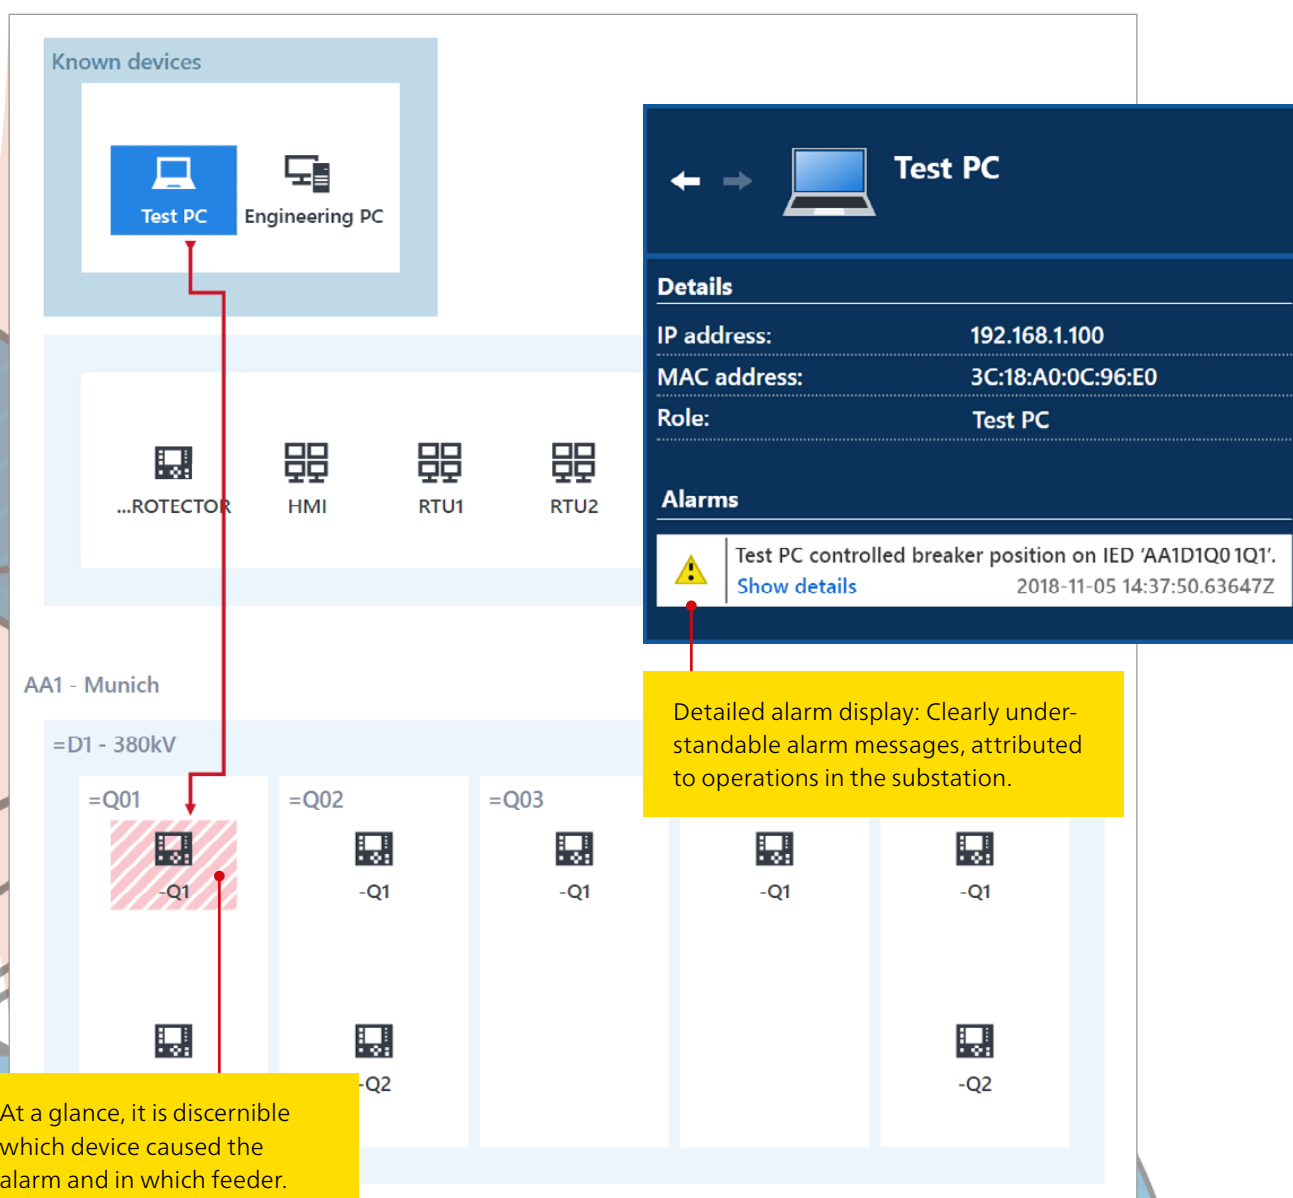 Known devices
Test PC
Engineering PC
Test PC
Details
IP address: 192.168.1.100
MAC address: 3C:18:A0:0C:96:E0
Role: Test PC
Alarms
Test PC controlled breaker position on IED ‘AA1D1Q01Q1’.
Show details 2018-11-05 14:37:50.63647Z
...ROTECTOR
HMI
RTU1
RTU2
Detailed alarm display: Clearly under-
standable alarm messages, attributed
to operations in the substation.
AA1 - Munich
=D1 - 380kV
=Q01
=Q02
=Q03
-Q1
-Q1
-Q1
-Q1
-Q1
-Q2
-Q2
At a glance, it is discernible
which device caused the
alarm and in which feeder.